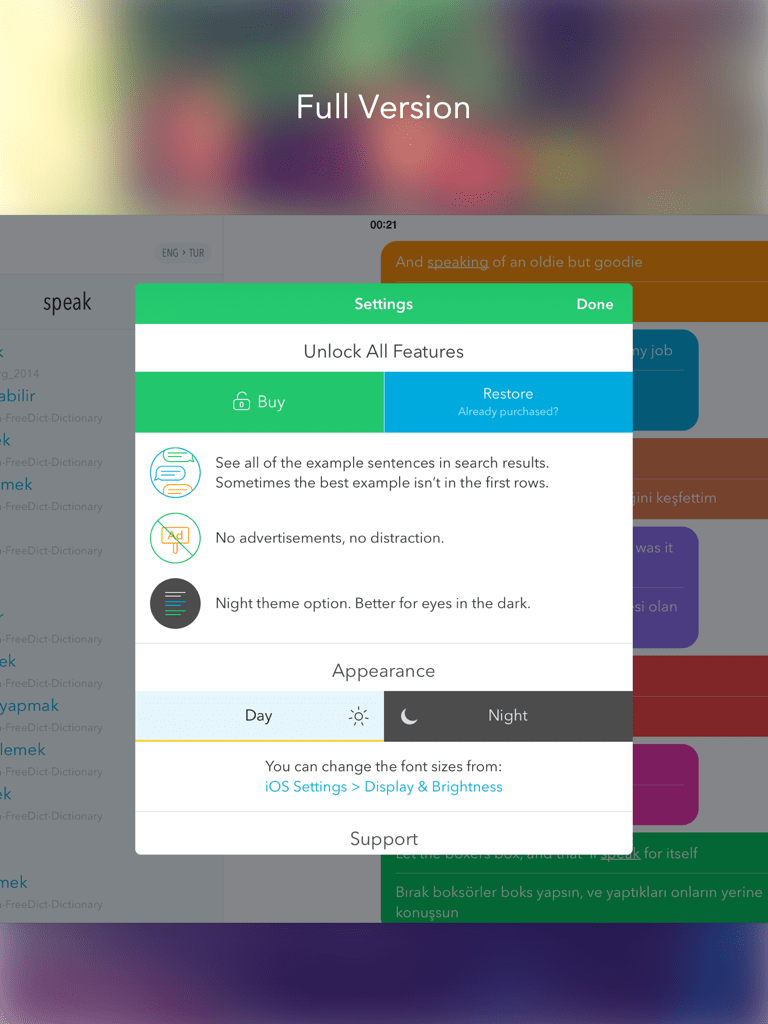 Full Version
00:21
ENG > TUR
speak
And speaking of an oldie but goodie
Settings
Done
Unlock All Features
Buy
Restore
Already purchased?
See all of the example sentences in search results.
Sometimes the best example isn't in the first rows.
Ad
No advertisements, no distraction.
Night theme option. Better for eyes in the dark.
Appearance
Day
Night
You can change the font sizes from:
iOS Settings > Display & Brightness
Support
k
g_2014
abilir
-FreeDict-Dictionary
ek
-FreeDict-Dictionary
mek
-FreeDict-Dictionary
-FreeDict-Dictionary
r
-FreeDict-Dictionary
ek
-FreeDict-Dictionary
yapmak
-FreeDict-Dictionary
lemek
-FreeDict-Dictionary
ek
-FreeDict-Dictionary
mek
-FreeDict-Dictionary
my job
ğini keşfettim
was it
esi olan
Let the boxers box, and that 'll speak for itself
Bırak boksörler boks yapsın, ve yaptıkları onların yerine
konuşsun